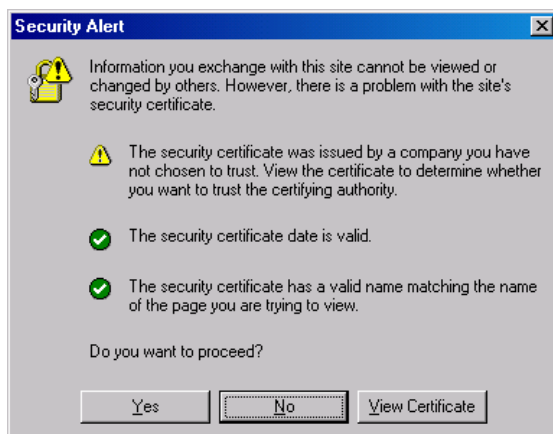 Security Alert
Information you exchange with this site cannot be viewed or
changed by others. However, there is a problem with the site's
security certificate.
The security certificate was issued by a company you have
not chosen to trust. View the certificate to determine whether
you want to trust the certifying authority.
The security certificate date is valid.
The security certificate has a valid name matching the name
of the page you are trying to view.
Do you want to proceed?
Yes No View Certificate